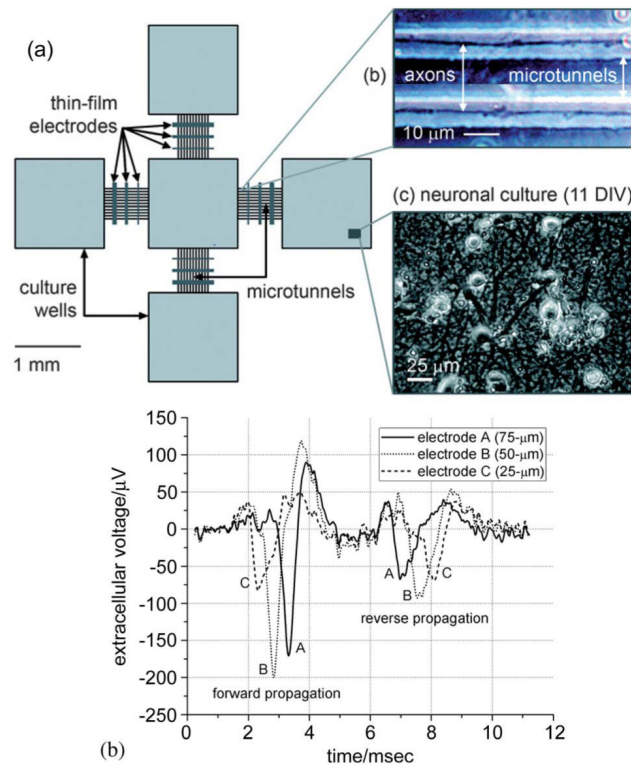 (a)
thin-film
electrodes
culture
wells
microtunnels
1 mm
(b)
axons
microtunnels
10 μm
(c) neuronal culture (11 DIV)
25 μm
extracellular voltage/μV
150
100
50
0
-50
-100
-150
-200
-250
electrode A (75-μm)
electrode B (50-μm)
electrode C (25-μm)
C
B
A
forward propagation
A
B
C
reverse propagation
0 2 4 6 8 10 12
time/msec
(b)